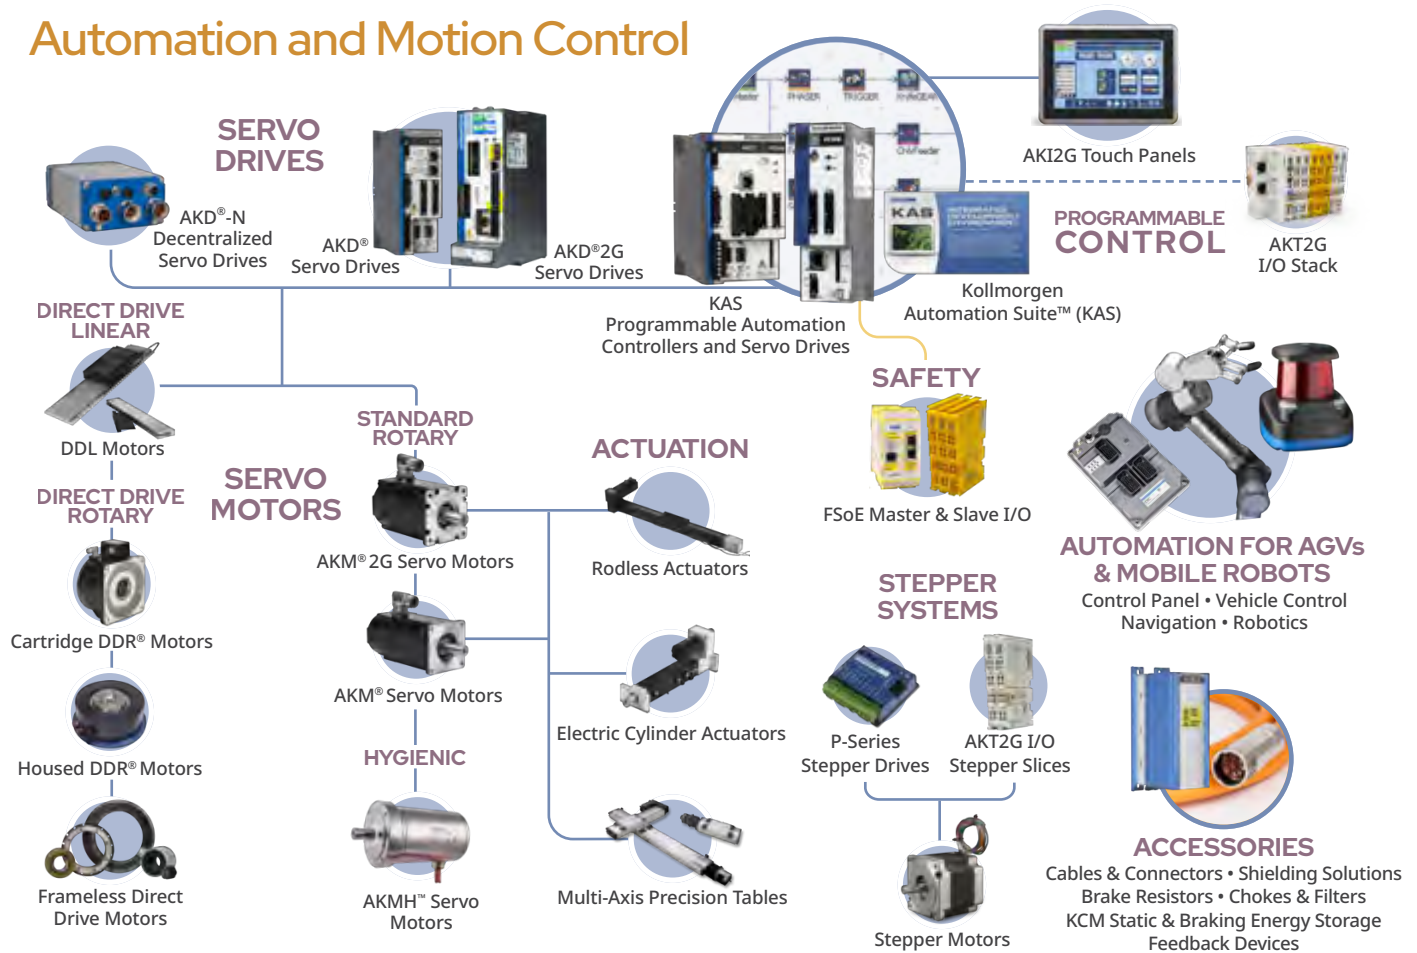 Automation and Motion Control
SERVO
DRIVES
AKD®-N
Decentralized
Servo Drives
AKD®
Servo Drives
AKD®2G
Servo Drives
PHASER
TRIGGER
KAS
KAS
Programmable Automation
Controllers and Servo Drives
Kollmorgen
Automation Suite™ (KAS)
AKI2G Touch Panels
PROGRAMMABLE
CONTROL
AKT2G
I/O Stack
DIRECT DRIVE
LINEAR
DDL Motors
DIRECT DRIVE
ROTARY
Cartridge DDR® Motors
Housed DDR® Motors
Frameless Direct
Drive Motors
SERVO
MOTORS
STANDARD
ROTARY
AKM®2G Servo Motors
AKM® Servo Motors
HYGIENIC
AKMH™ Servo
Motors
ACTUATION
Rodless Actuators
Electric Cylinder Actuators
Multi-Axis Precision Tables
SAFETY
FSoE Master & Slave I/O
STEPPER
SYSTEMS
P-Series
Stepper Drives
AKT2G I/O
Stepper Slices
Stepper Motors
AUTOMATION FOR AGVs
& MOBILE ROBOTS
Control Panel • Vehicle Control
Navigation • Robotics
ACCESSORIES
Cables & Connectors • Shielding Solutions
Brake Resistors • Chokes & Filters
KCM Static & Braking Energy Storage
Feedback Devices